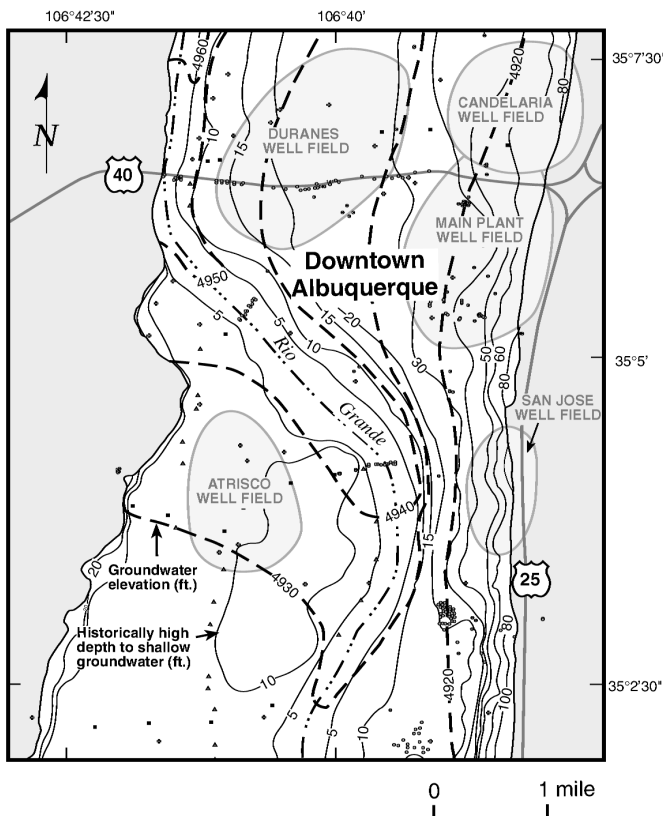 106°42'30"
106°40'
35°7'30"
4960
4920
80
10
15
DURANES
WELL FIELD
CANDELARIA
WELL FIELD
N
40
MAIN PLANT
WELL FIELD
Downtown
Albuquerque
4950
5
5
15
20
10
30
50
60
80
35°5'
Rio
Grande
SAN JOSE
WELL FIELD
ATRISCO
WELL FIELD
4940
15
20
Groundwater
elevation (ft.)
4930
25
Historically high
depth to shallow
groundwater (ft.)
80
10
4920
100
35°2'30"
5
5
10
0
1 mile